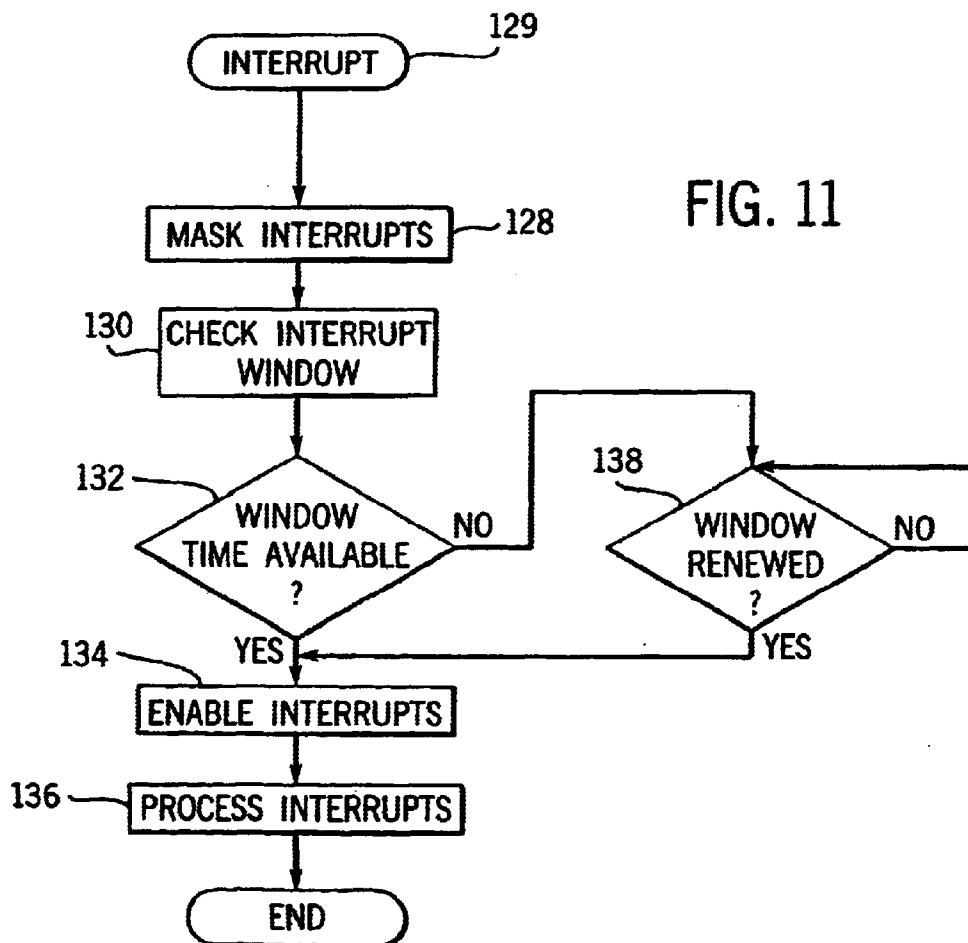 129
INTERRUPT
FIG. 11
MASK INTERRUPTS
128
130
CHECK INTERRUPT
WINDOW
132
WINDOW
TIME AVAILABLE
?
NO
138
WINDOW
RENEWED
?
NO
YES
YES
134
ENABLE INTERRUPTS
136
PROCESS INTERRUPTS
END